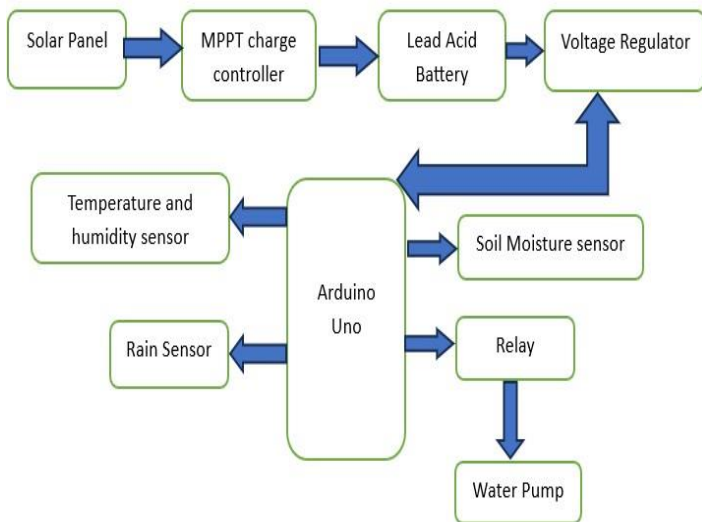 Solar Panel
MPPT charge
controller
Lead Acid
Battery
Voltage Regulator
Temperature and
humidity sensor
Soil Moisture sensor
Arduino
Uno
Rain Sensor
Relay
Water Pump